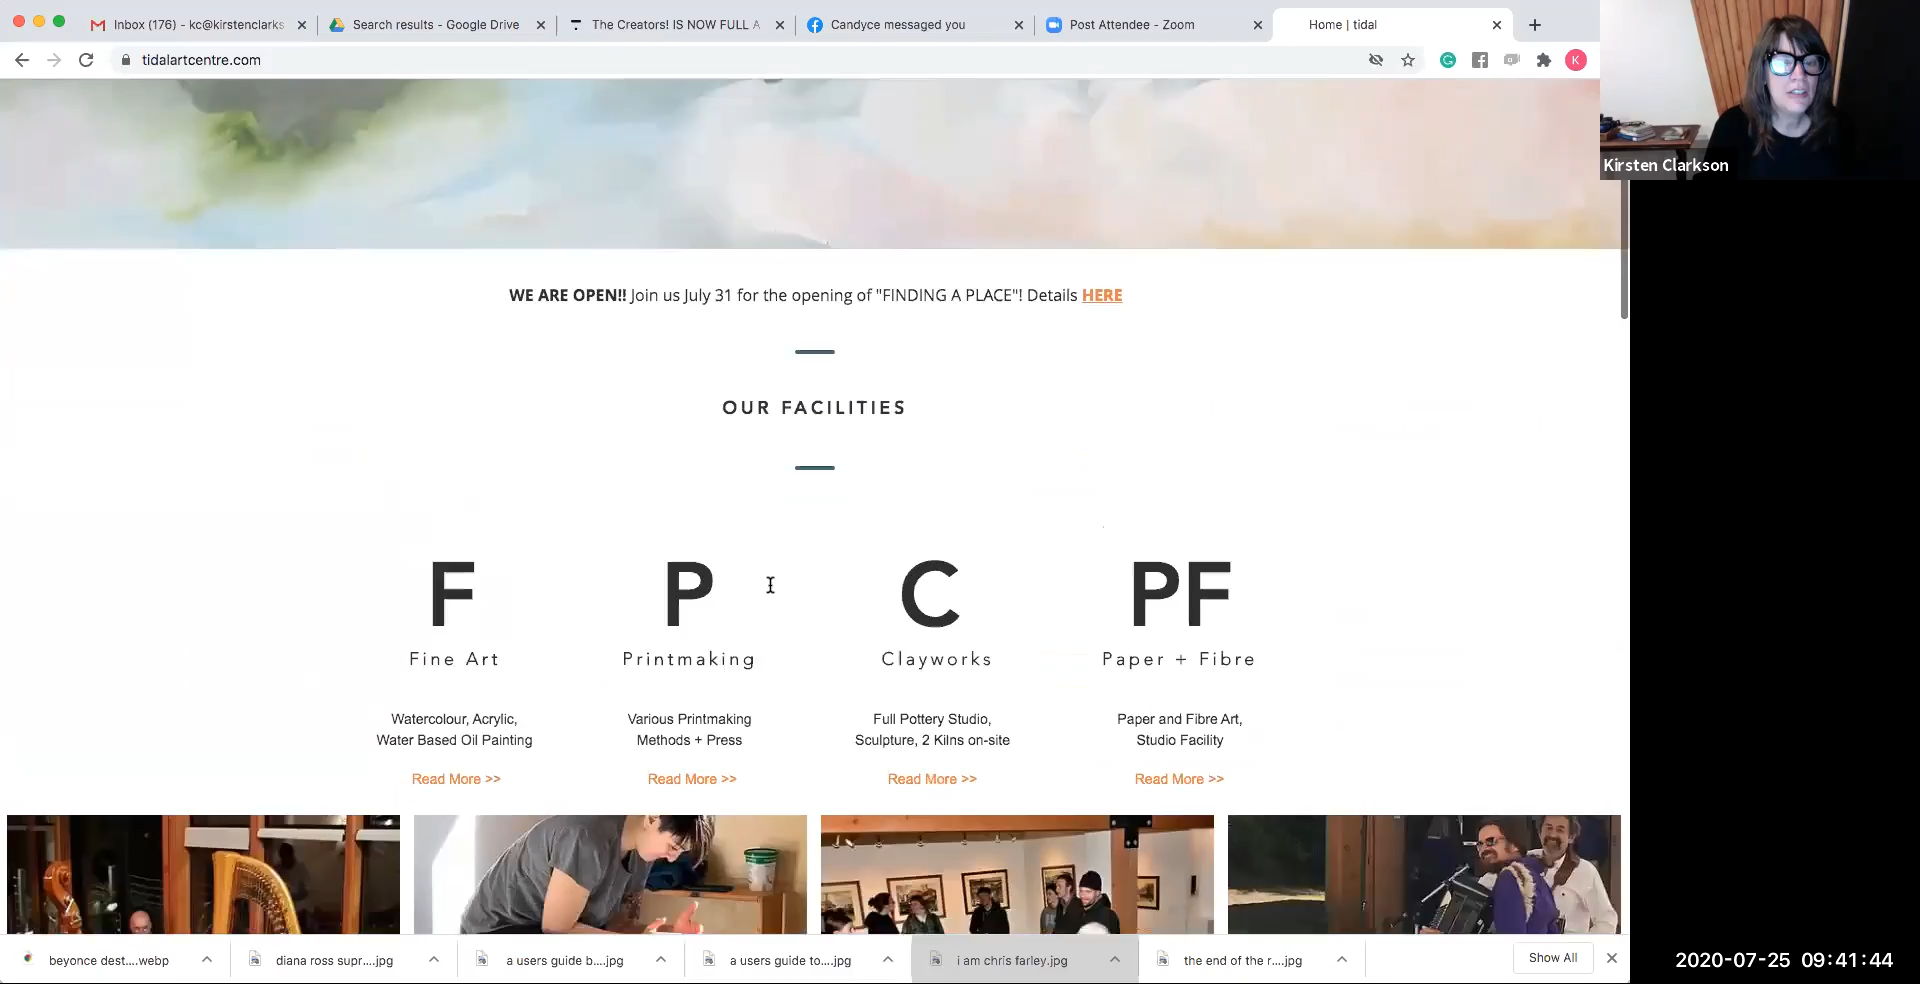 Inbox (176) - kc@kirstenclarks
Search results - Google Drive
The Creators! IS NOW FULL A
Candyce messaged you
Post Attendee - Zoom
Home | tidal
tidalartcentre.com
K
Kirsten Clarkson
WE ARE OPEN!! Join us July 31 for the opening of "FINDING A PLACE"! Details HERE
OUR FACILITIES
F
P
C
PF
Fine Art
Printmaking
Clayworks
Paper + Fibre
Watercolour, Acrylic,
Water Based Oil Painting
Various Printmaking
Methods + Press
Full Pottery Studio,
Sculpture, 2 Kilns on-site
Paper and Fibre Art,
Studio Facility
Read More >>
Read More >>
Read More >>
Read More >>
beyonce dest....webp
diana ross supr....jpg
a users guide b....jpg
a users guide to....jpg
i am chris farley.jpg
the end of the r....jpg
Show All
2020-07-25 09:41:44